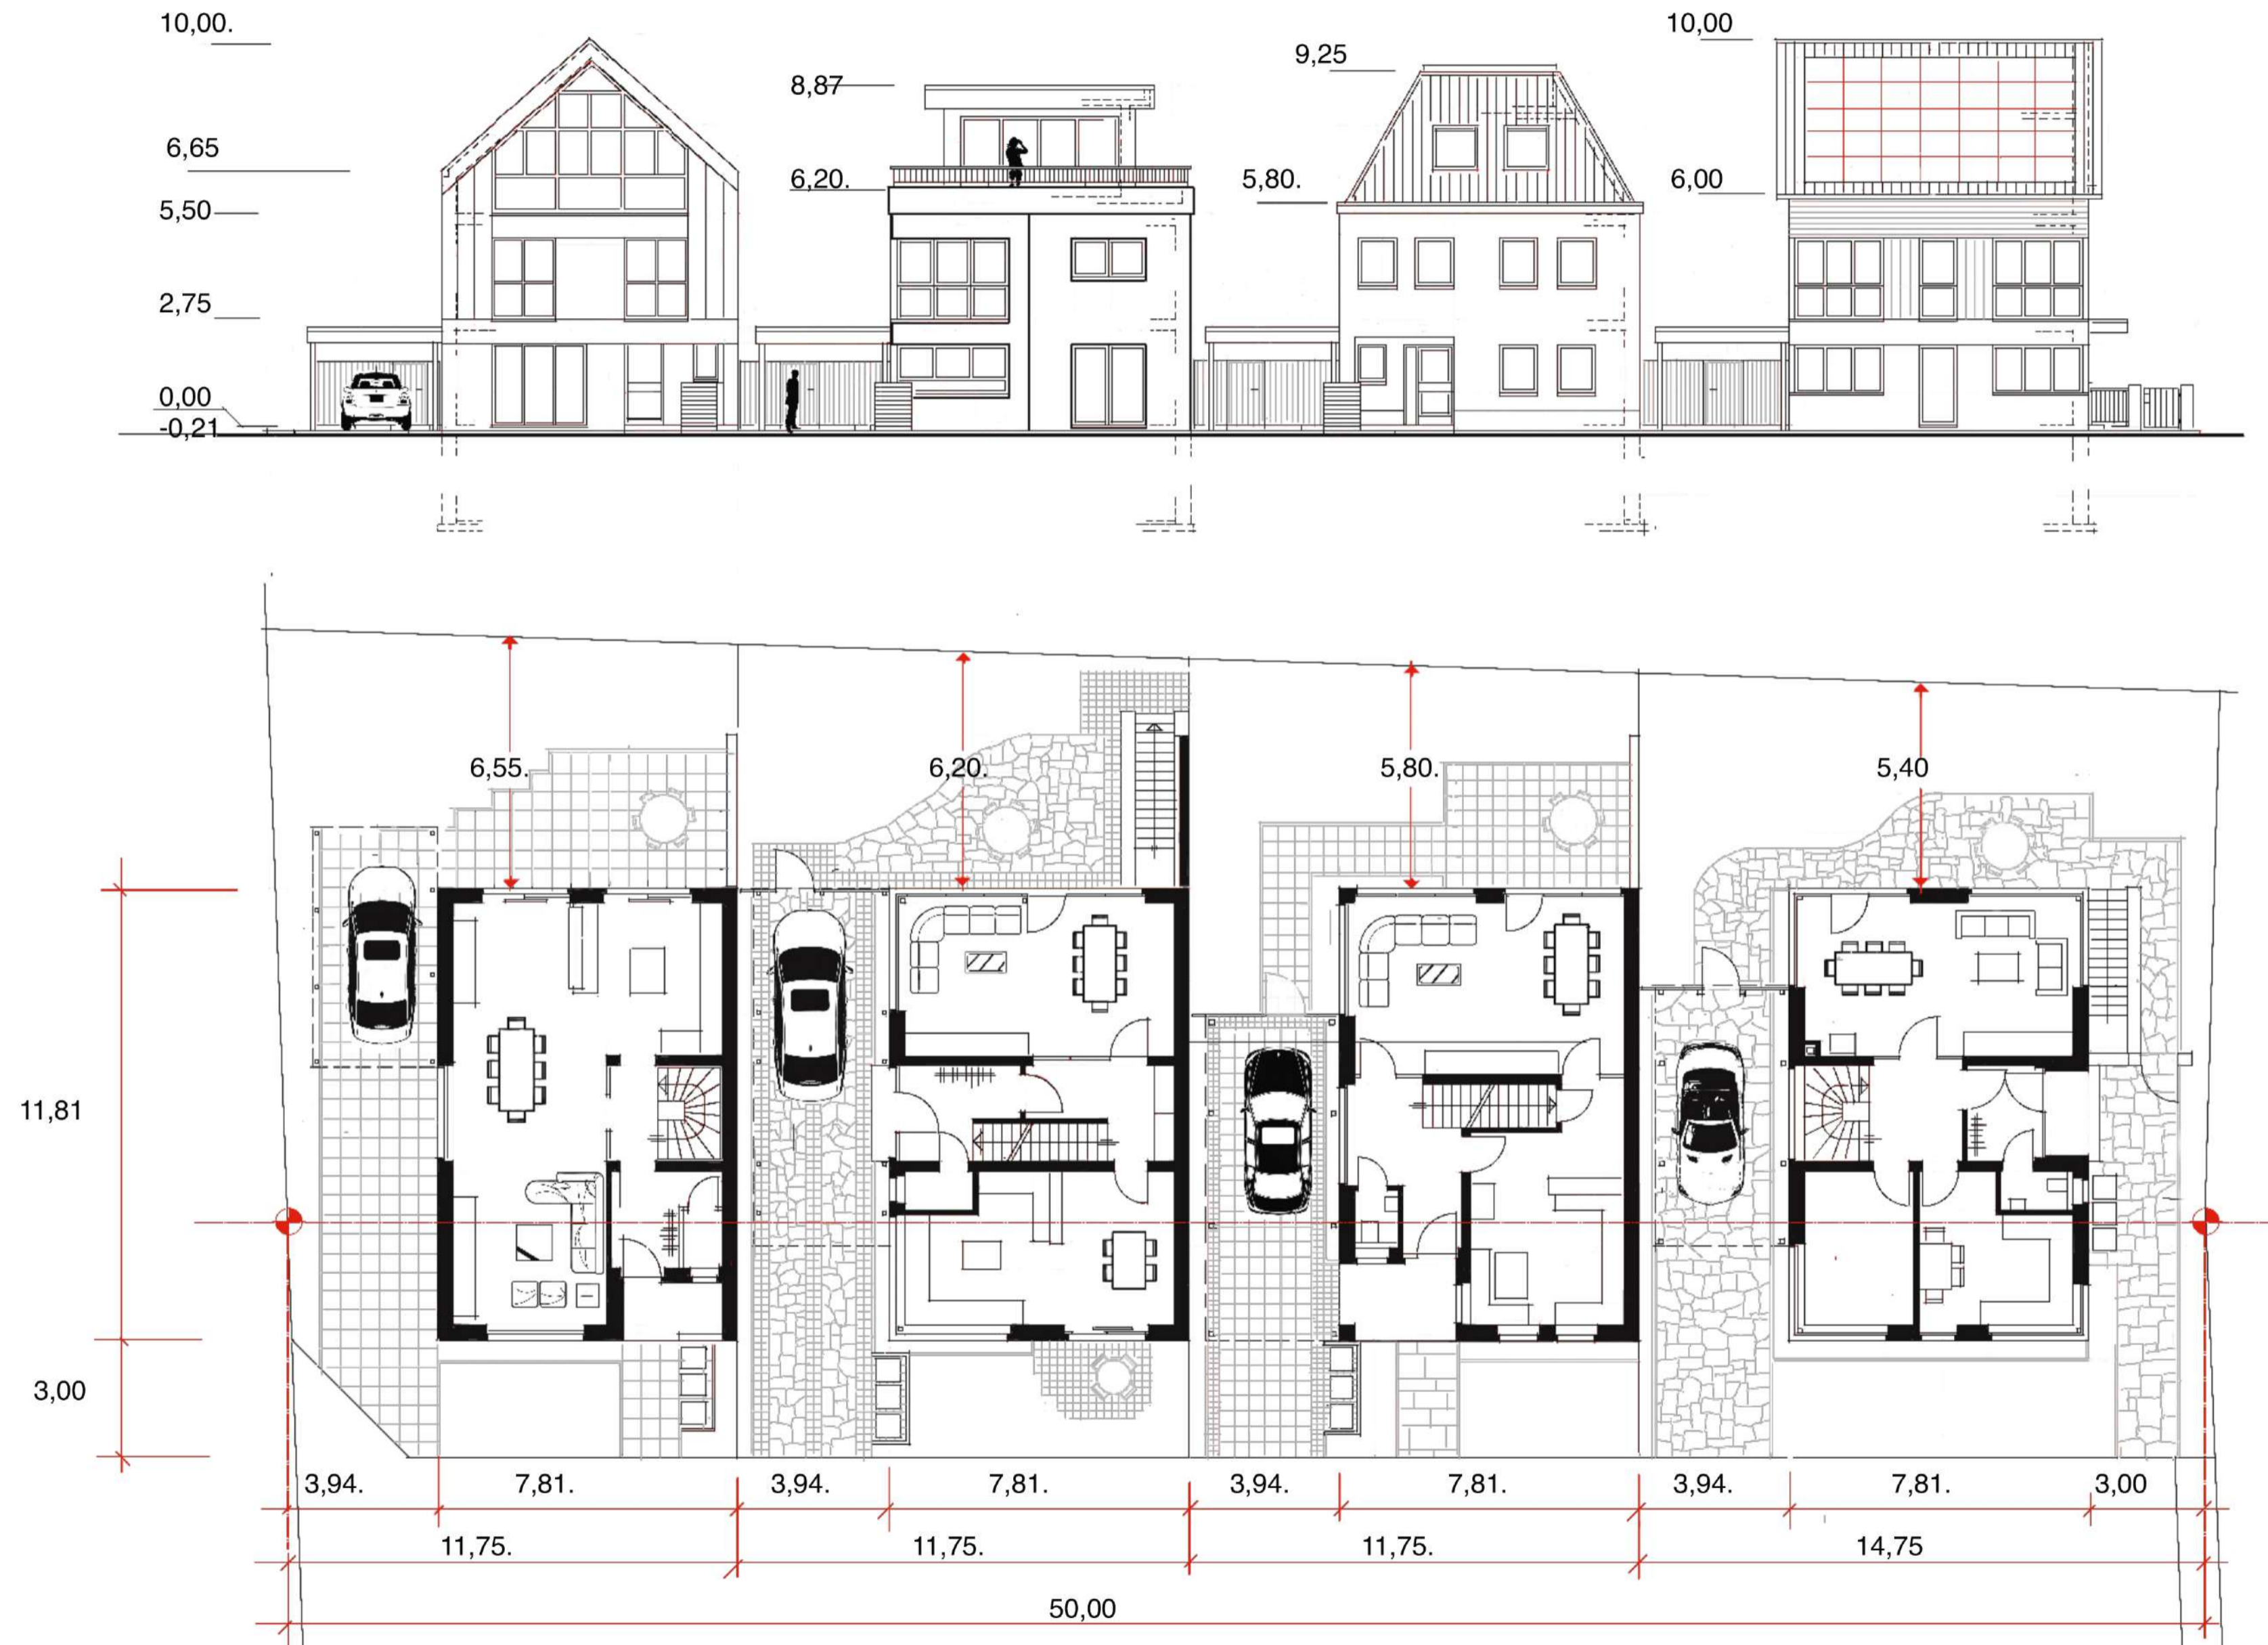 10,00. 10,00
9,25
8,87
6,65
6,20. 5,80. 6,00
5,50
2,75
0,00
-0,21
6,55. 6,20. 5,80. 5,40
11,81
3,00
3,94. 7,81. 3,94. 7,81. 3,94. 7,81. 3,94. 7,81. 3,00
11,75. 11,75. 11,75. 14,75
50,00